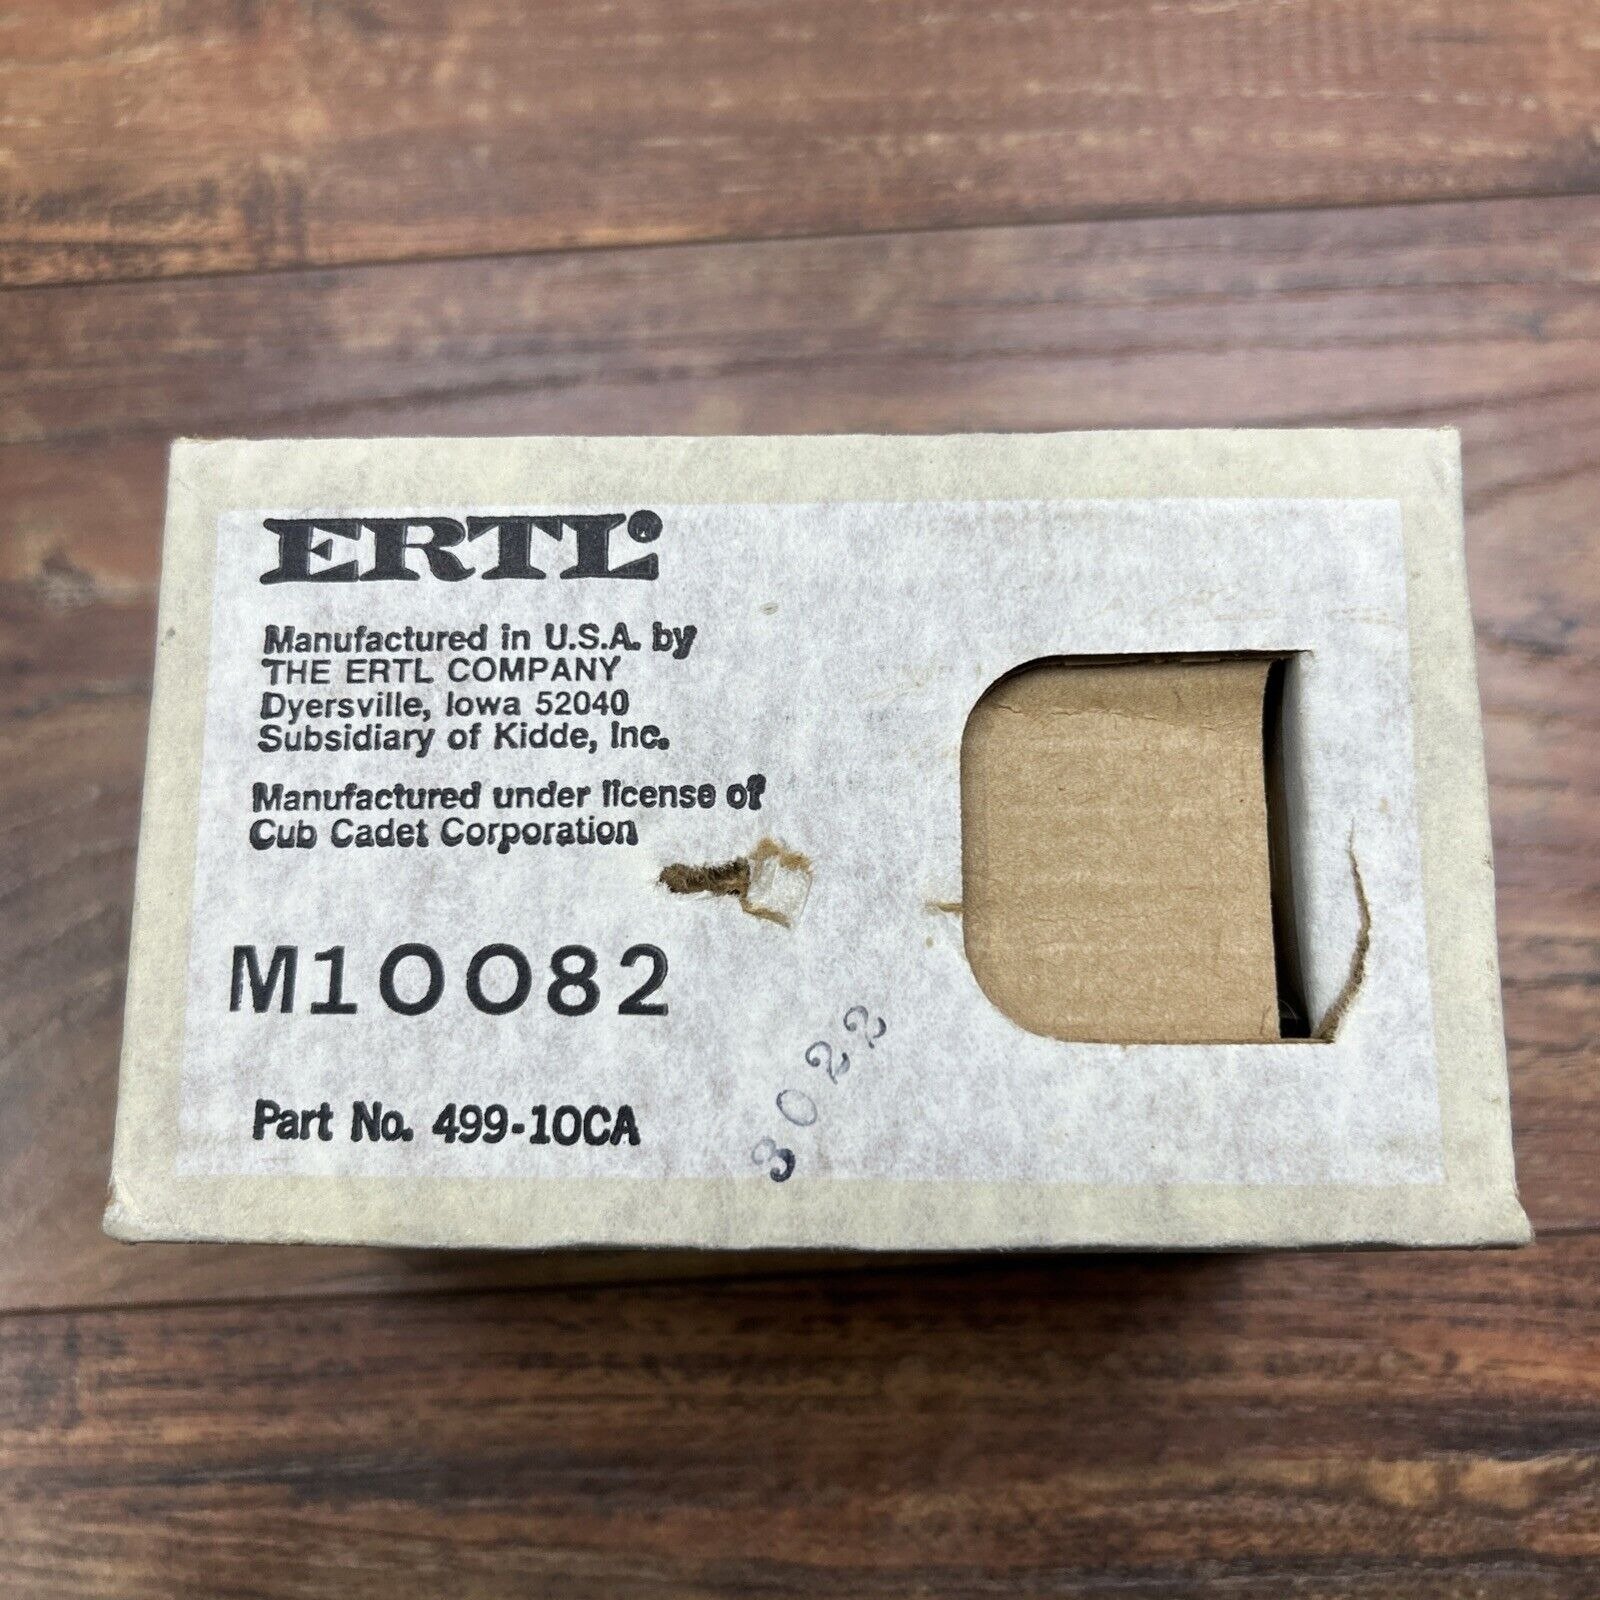 ERTL®
Manufactured in U.S.A. by
THE ERTL COMPANY
Dyersville, Iowa 52040
Subsidiary of Kidde, Inc.
Manufactured under license of
Cub Cadet Corporation
M10082
3022
Part No. 499-10CA